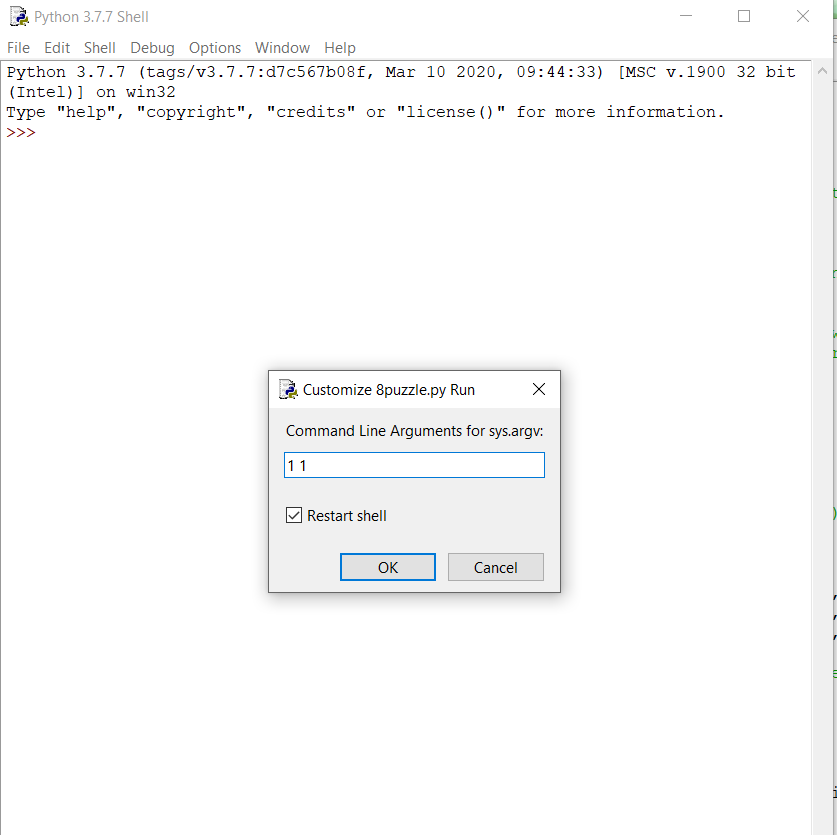 Python 3.7.7 Shell
File Edit Shell Debug Options Window Help
Python 3.7.7 (tags/v3.7.7:d7c567b08f, Mar 10 2020, 09:44:33) [MSC v.1900 32 bit
(Intel)] on win32
Type "help", "copyright", "credits" or "license()" for more information.
>>>
Customize 8puzzle.py Run
Command Line Arguments for sys.argv:
1 1
Restart shell
OK Cancel